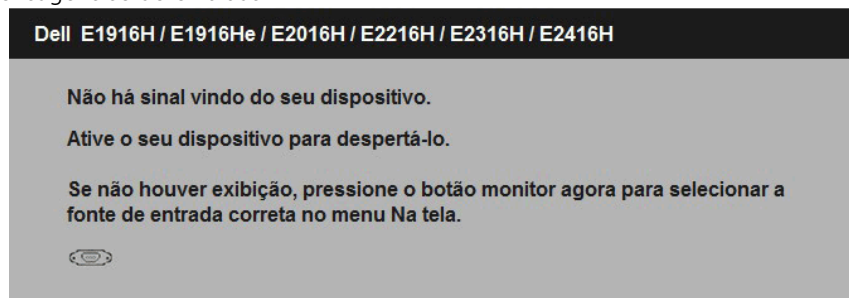 Dell E1916H / E1916He / E2016H / E2216H / E2316H / E2416H
Não há sinal vindo do seu dispositivo.
Ative o seu dispositivo para despertá-lo.
Se não houver exibição, pressione o botão monitor agora para selecionar a
fonte de entrada correta no menu Na tela.